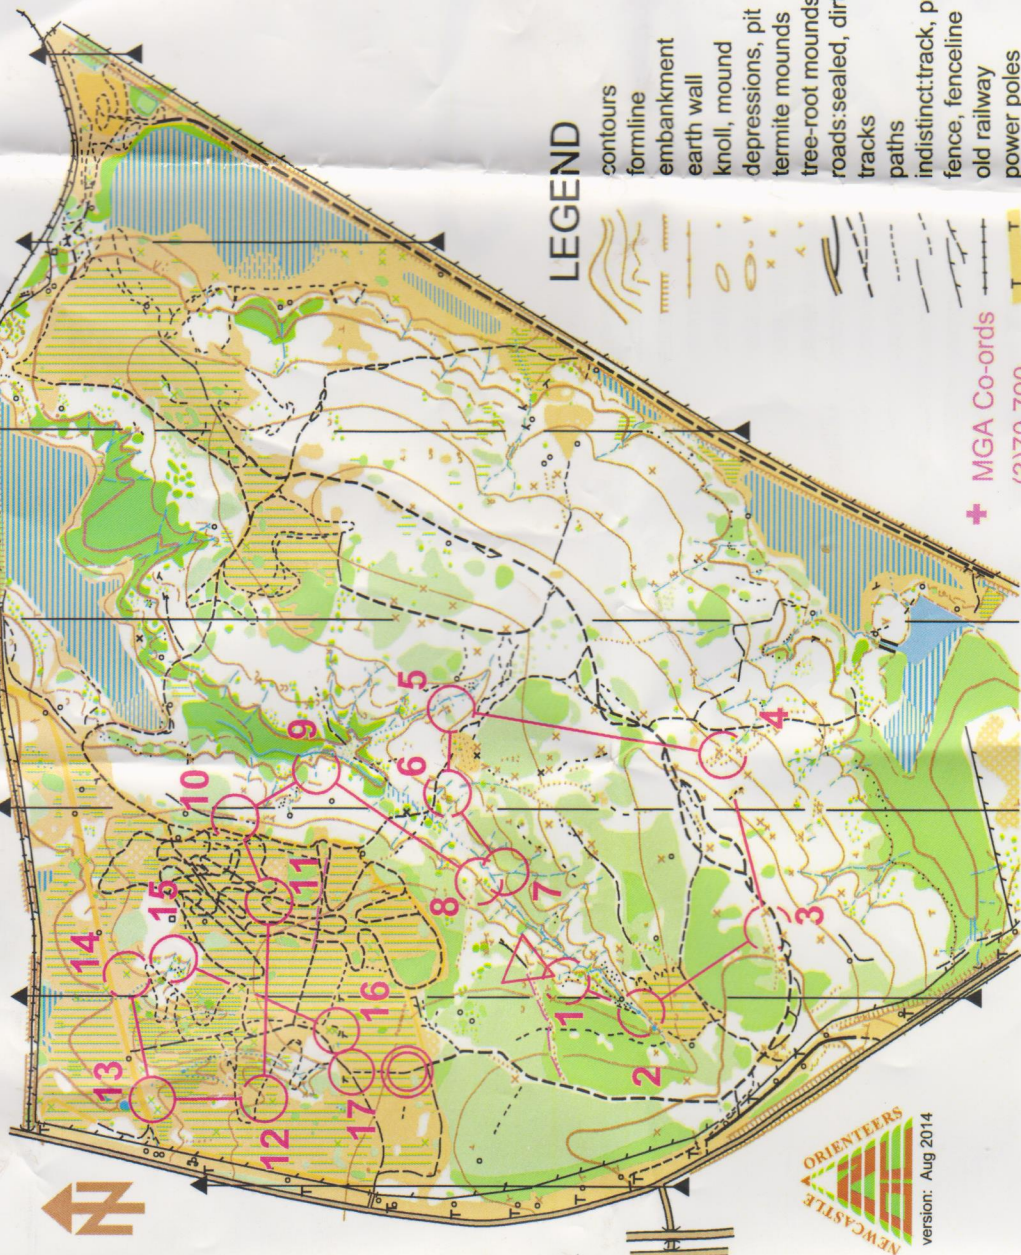 LEGEND
contours
formline
embankment
earth wall
knoll, mound
depressions, pit
termite mounds
tree-root mounds
roads:sealed, dir
tracks
paths
indistinct:track, p
fence, fenceline
old railway
power poles
MGA Co-ords
1
2
3
4
5
6
7
8
9
10
11
12
13
14
15
16
17
N
NEWCASTLE
ORIENTEERS
version: Aug 2014